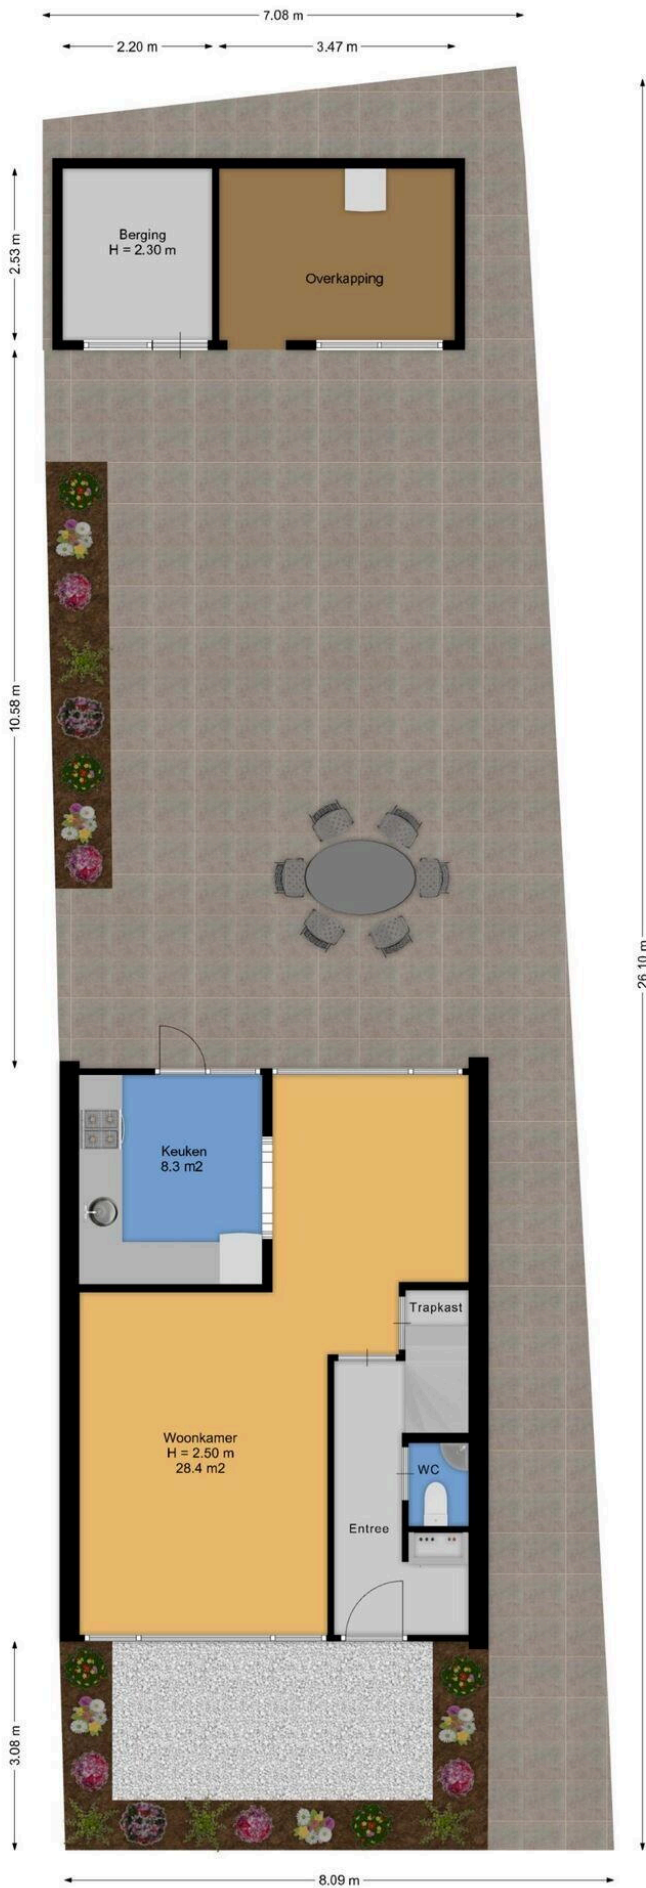 7.08 m
2.20 m
3.47 m
2.53 m
Berging
H = 2.30 m
Overkapping
10.58 m
26.10 m
Keuken
8.3 m2
Trapkast
Woonkamer
H = 2.50 m
28.4 m2
WC
Entree
3.08 m
8.09 m